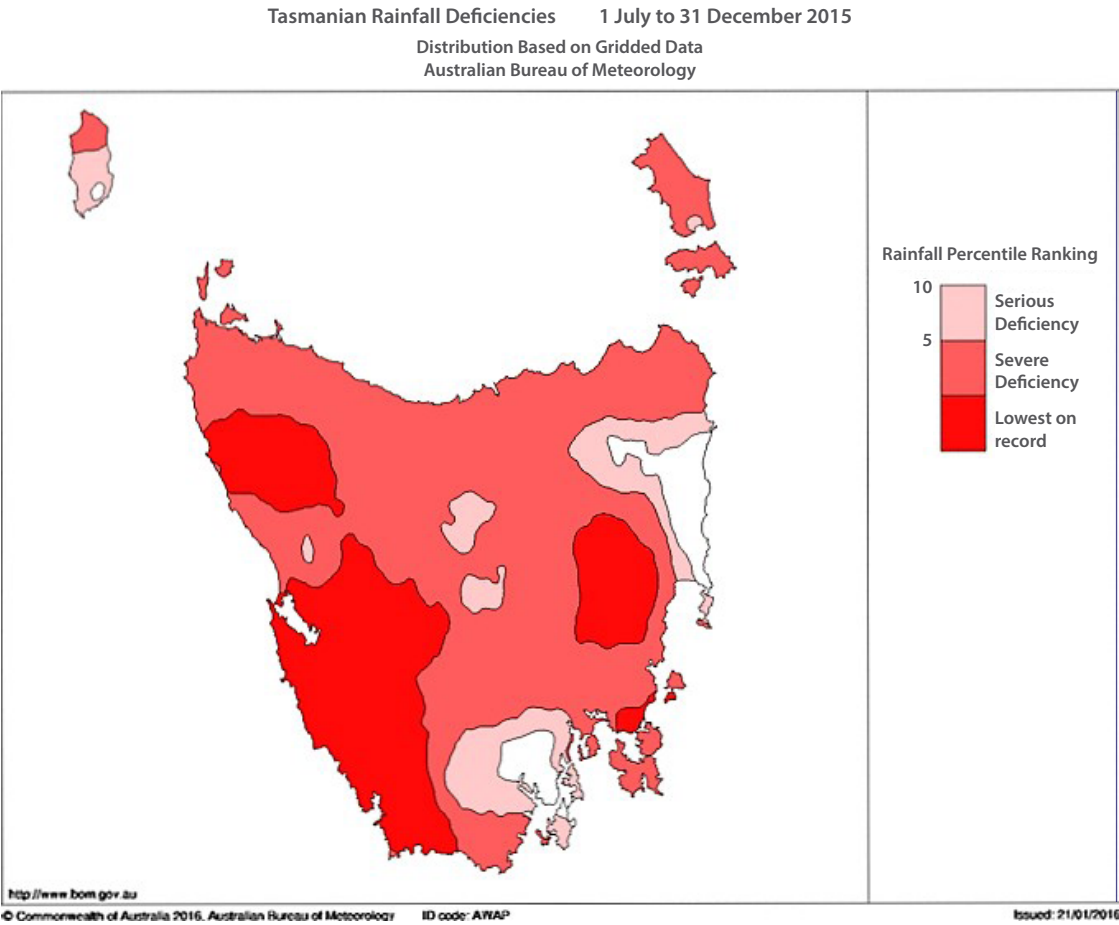 Tasmanian Rainfall Deficiencies 1 July to 31 December 2015
Distribution Based on Gridded Data
Australian Bureau of Meteorology
Rainfall Percentile Ranking
10
Serious
Deficiency
5
Severe
Deficiency
Lowest on
record
http://www.bom.gov.au
© Commonwealth of Australia 2016, Australian Bureau of Meteorology ID code: AWAP Issued: 21/01/2016